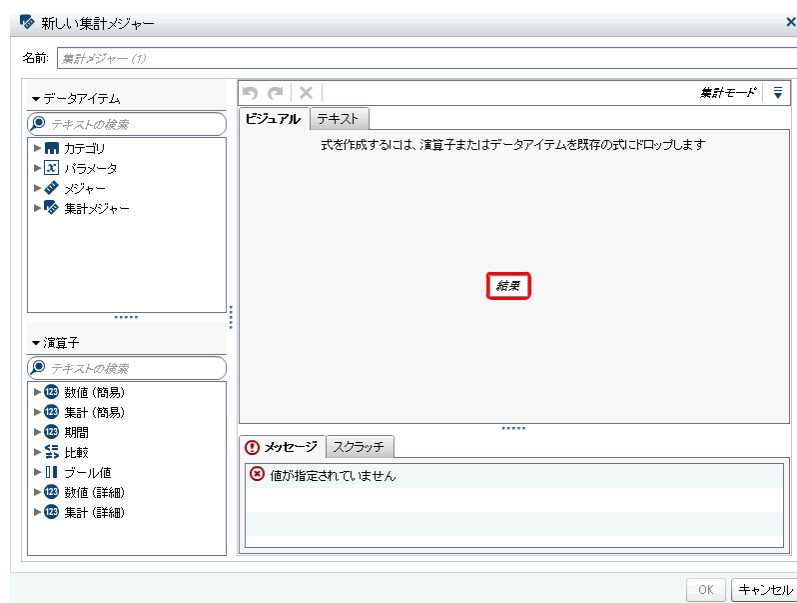 新しい集計メジャー
名前: 集計メジャー (1)
データアイテム
テキストの検索
カテゴリ
パラメータ
メジャー
集計メジャー
演算子
テキストの検索
数値 (簡易)
集計 (簡易)
期間
比較
ブール値
数値 (詳細)
集計 (詳細)
集計モード
ビジュアル テキスト
式を作成するには、演算子またはデータアイテムを既存の式にドロップします
結果
メッセージ スクラッチ
値が指定されていません
OK キャンセル